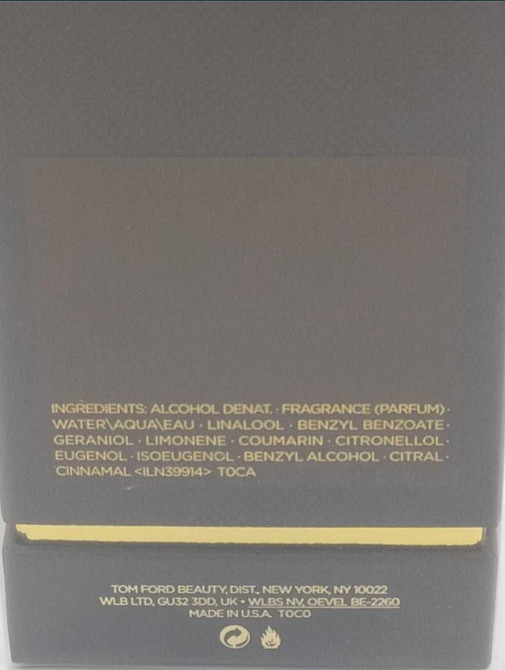 INGREDIENTS: ALCOHOL DENAT. · FRAGRANCE (PARFUM) ·
WATER\AQUA\EAU · LINALOOL · BENZYL BENZOATE ·
GERANIOL · LIMONENE · COUMARIN · CITRONELLOL ·
EUGENOL · ISOEUGENOL · BENZYL ALCOHOL · CITRAL ·
CINNAMAL <ILN39914> T0CA
TOM FORD BEAUTY, DIST., NEW YORK, NY 10022
WLB LTD, GU32 3DD, UK • WLBS NV, OEVEL BE-2260
MADE IN U.S.A. T0C0